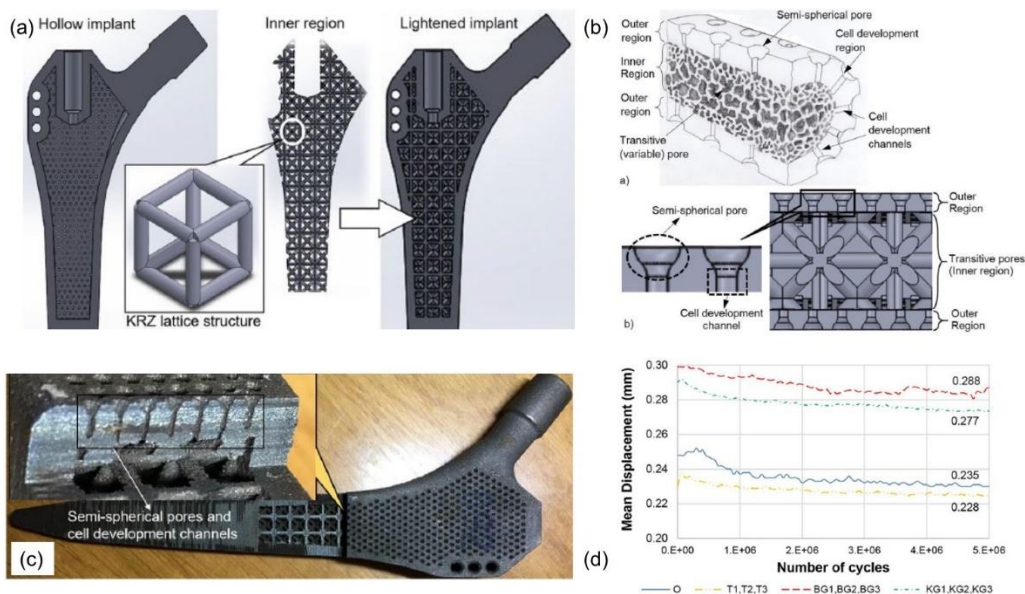 (a)
Hollow implant
Inner region
Lightened implant
KRZ lattice structure
(b)
Outer region
Inner Region
Outer region
Semi-spherical pore
Cell development region
Cell development channels
Transitive (variable) pore
a)
Semi-spherical pore
Cell development channel
Outer Region
Transitive pores (Inner region)
Outer Region
b)
(c)
Semi-spherical pores and
cell development channels
(d)
Mean Displacement (mm)
0.30
0.28
0.26
0.24
0.22
0.20
0.288
0.277
0.235
0.228
0.E+00 1.E+06 2.E+06 3.E+06 4.E+06 5.E+06
Number of cycles
O T1,T2,T3 BG1,BG2,BG3 KG1,KG2,KG3